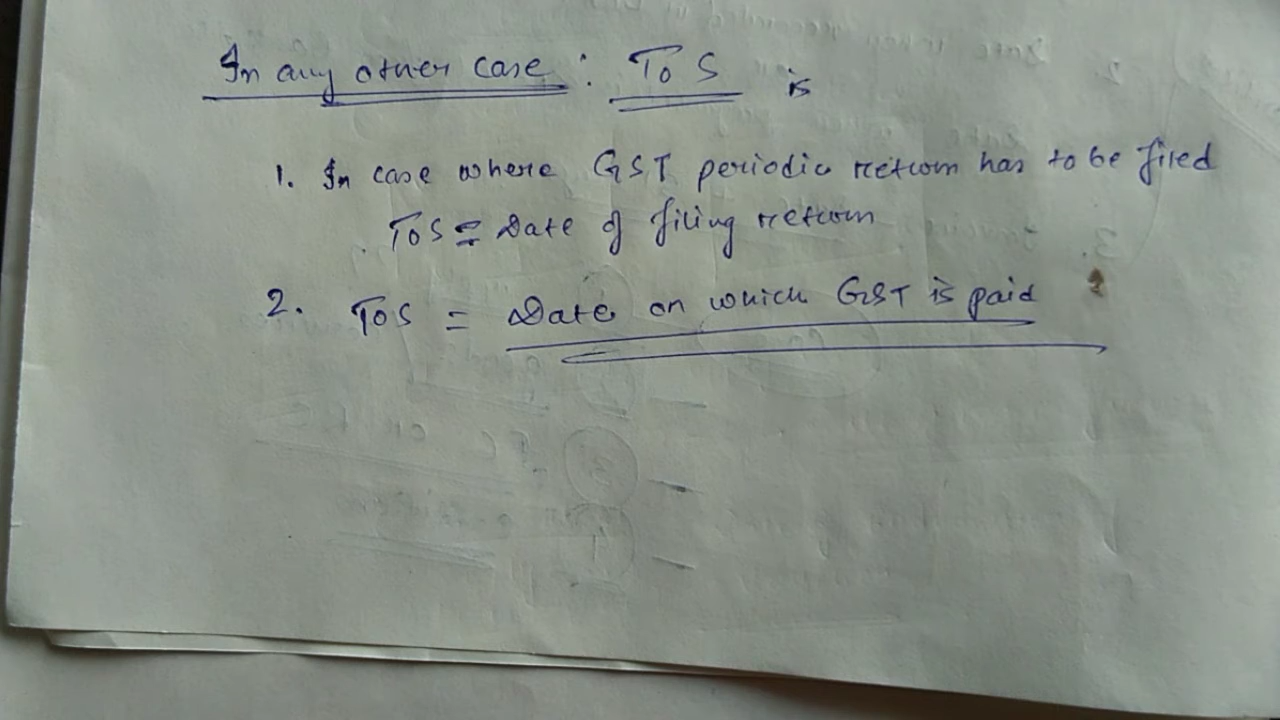 In any other case : ToS is
1. In case where GST periodic return has to be filed
ToS = Date of filing return
2. ToS = Date on which GST is paid